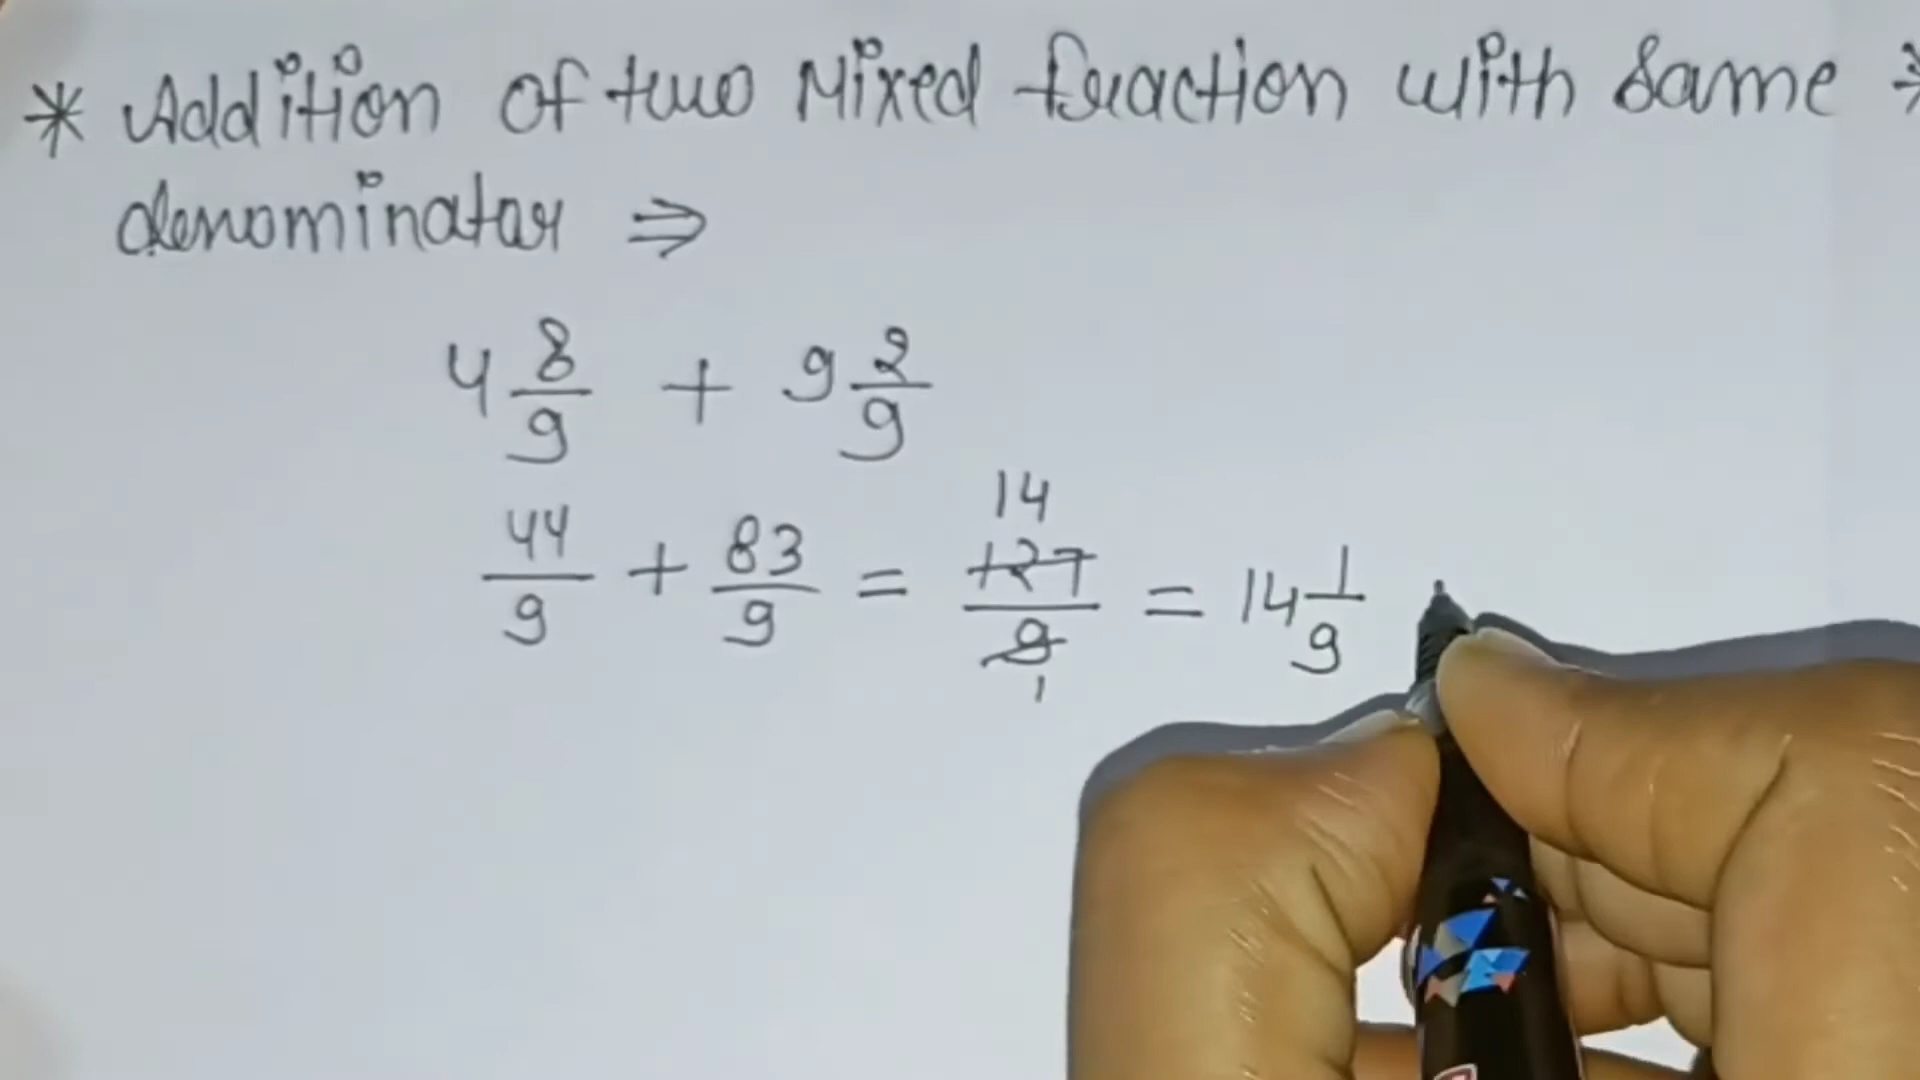 * Addition of two Mixed fraction with same *
denominator ⇒
4 8/9 + 9 2/9
14
44/9 + 83/9 = 127/9 = 14 1/9
1